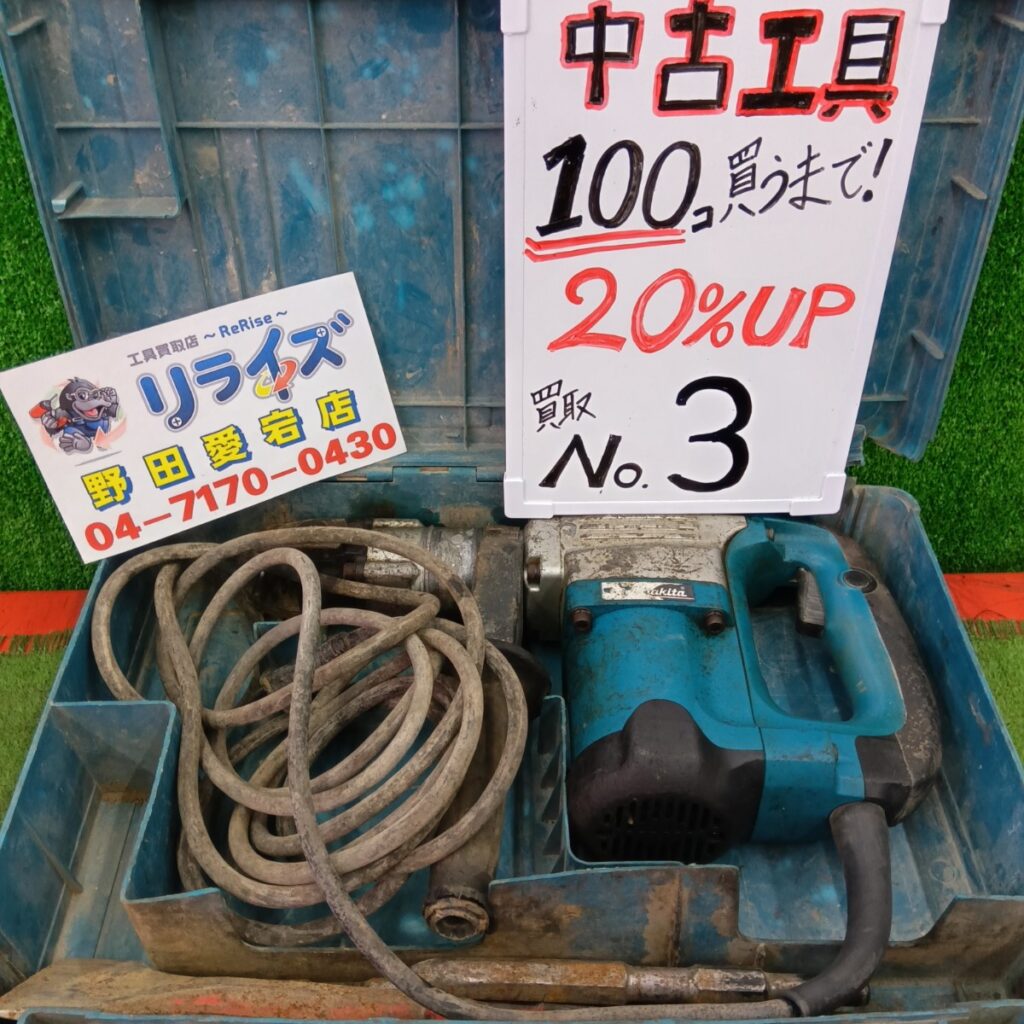 中古工具
100コ買うまで!
20%UP
買取
No. 3
工具買取店 ～ReRise～
リライズ
野田愛宕店
04-7170-0430
makita